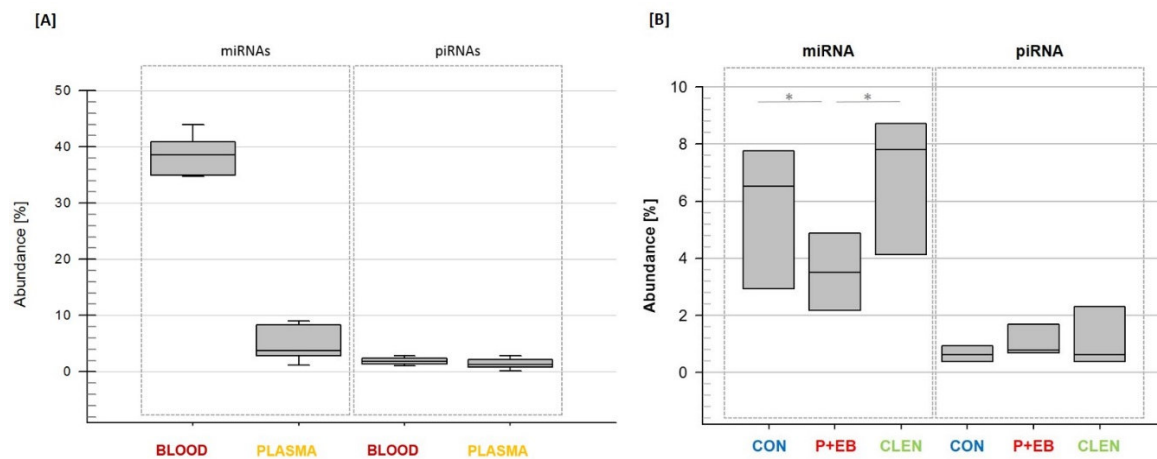 [A]
miRNAs piRNAs
50
40
30
20
10
0
Abundance [%]
BLOOD PLASMA BLOOD PLASMA
[B]
miRNA piRNA
10
8
6
4
2
0
Abundance [%]
* *
CON P+EB CLEN CON P+EB CLEN